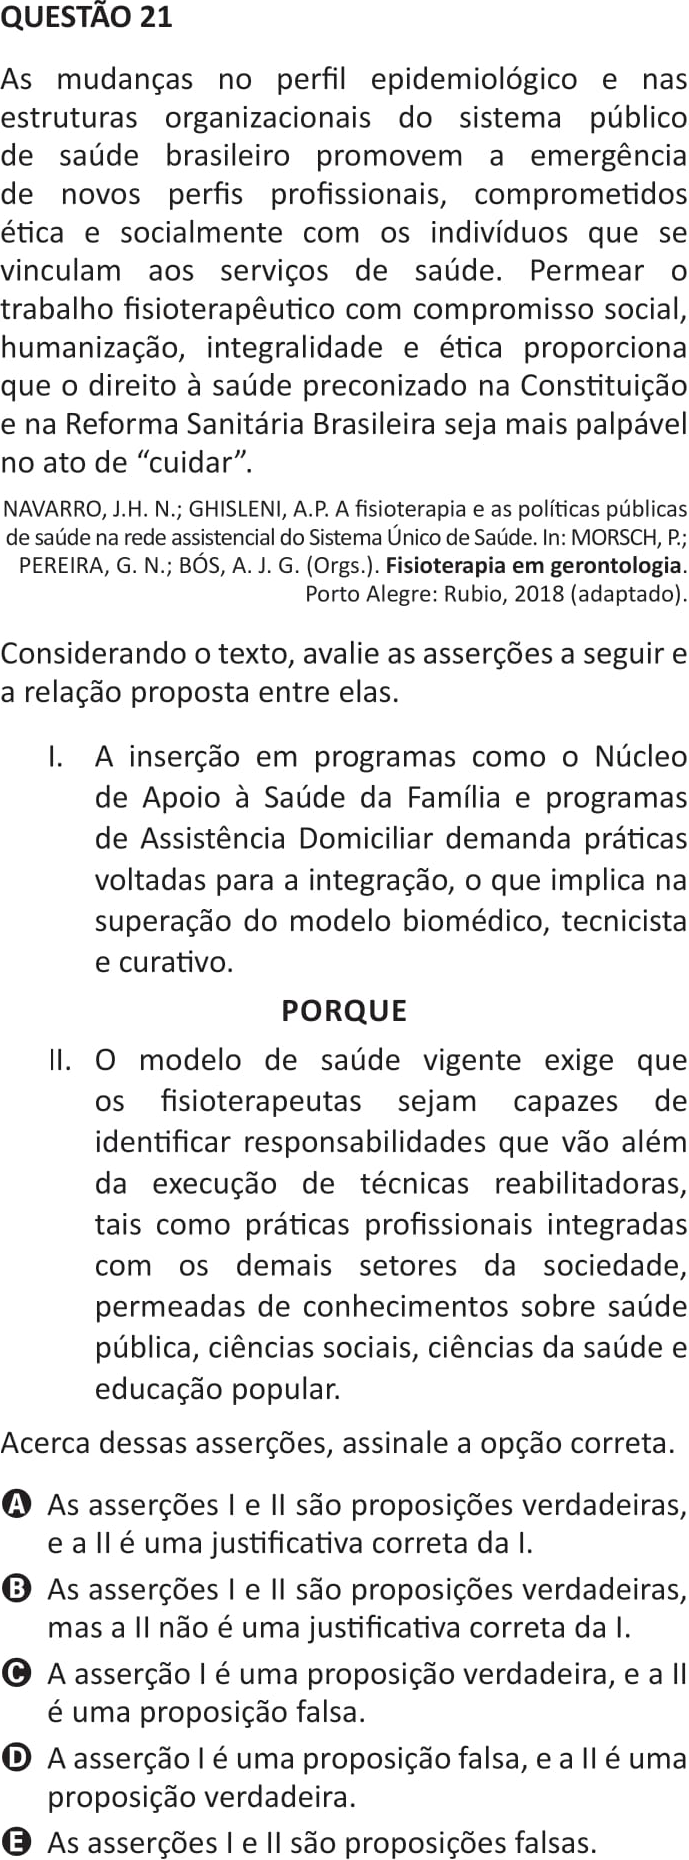 QUESTÃO 21
As mudanças no perfil epidemiológico e nas
estruturas organizacionais do sistema público
de saúde brasileiro promovem a emergência
de novos perfis profissionais, comprometidos
ética e socialmente com os indivíduos que se
vinculam aos serviços de saúde. Permear o
trabalho fisioterapêutico com compromisso social,
humanização, integralidade e ética proporciona
que o direito à saúde preconizado na Constituição
e na Reforma Sanitária Brasileira seja mais palpável
no ato de “cuidar”.
NAVARRO, J.H. N.; GHISLENI, A.P. A fisioterapia e as políticas públicas
de saúde na rede assistencial do Sistema Único de Saúde. In: MORSCH, P.;
PEREIRA, G. N.; BÓS, A. J. G. (Orgs.). Fisioterapia em gerontologia.
Porto Alegre: Rubio, 2018 (adaptado).
Considerando o texto, avalie as asserções a seguir e
a relação proposta entre elas.
I. A inserção em programas como o Núcleo
de Apoio à Saúde da Família e programas
de Assistência Domiciliar demanda práticas
voltadas para a integração, o que implica na
superação do modelo biomédico, tecnicista
e curativo.
PORQUE
II. O modelo de saúde vigente exige que
os fisioterapeutas sejam capazes de
identificar responsabilidades que vão além
da execução de técnicas reabilitadoras,
tais como práticas profissionais integradas
com os demais setores da sociedade,
permeadas de conhecimentos sobre saúde
pública, ciências sociais, ciências da saúde e
educação popular.
Acerca dessas asserções, assinale a opção correta.
A As asserções I e II são proposições verdadeiras,
e a II é uma justificativa correta da I.
B As asserções I e II são proposições verdadeiras,
mas a II não é uma justificativa correta da I.
C A asserção I é uma proposição verdadeira, e a II
é uma proposição falsa.
D A asserção I é uma proposição falsa, e a II é uma
proposição verdadeira.
E As asserções I e II são proposições falsas.